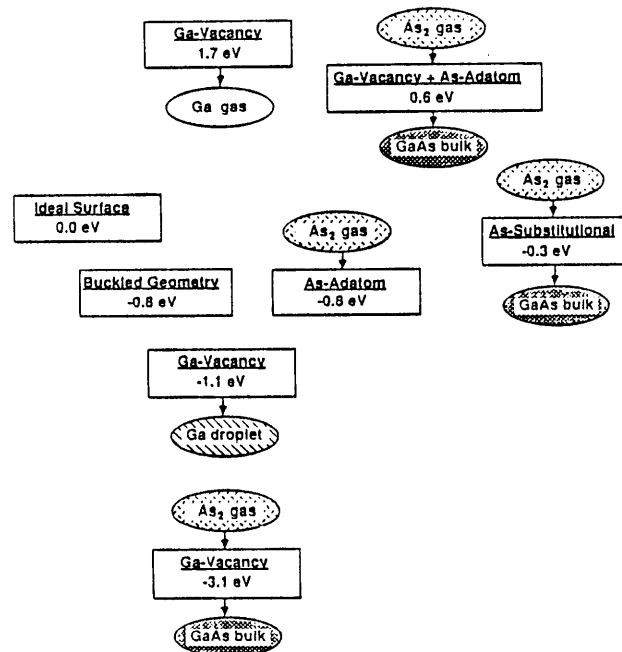 Ga-Vacancy
1.7 eV
Ga gas
As₂ gas
Ga-Vacancy + As-Adatom
0.6 eV
GaAs bulk
Ideal Surface
0.0 eV
As₂ gas
As-Substitutional
-0.3 eV
GaAs bulk
Buckled Geometry
-0.8 eV
As₂ gas
As-Adatom
-0.8 eV
Ga-Vacancy
-1.1 eV
Ga droplet
As₂ gas
Ga-Vacancy
-3.1 eV
GaAs bulk